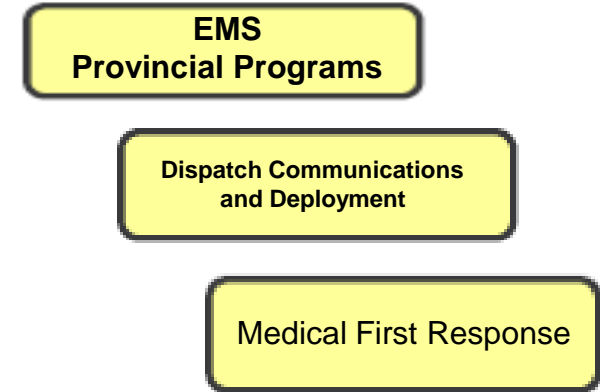 EMS
Provincial Programs
Dispatch Communications
and Deployment
Medical First Response